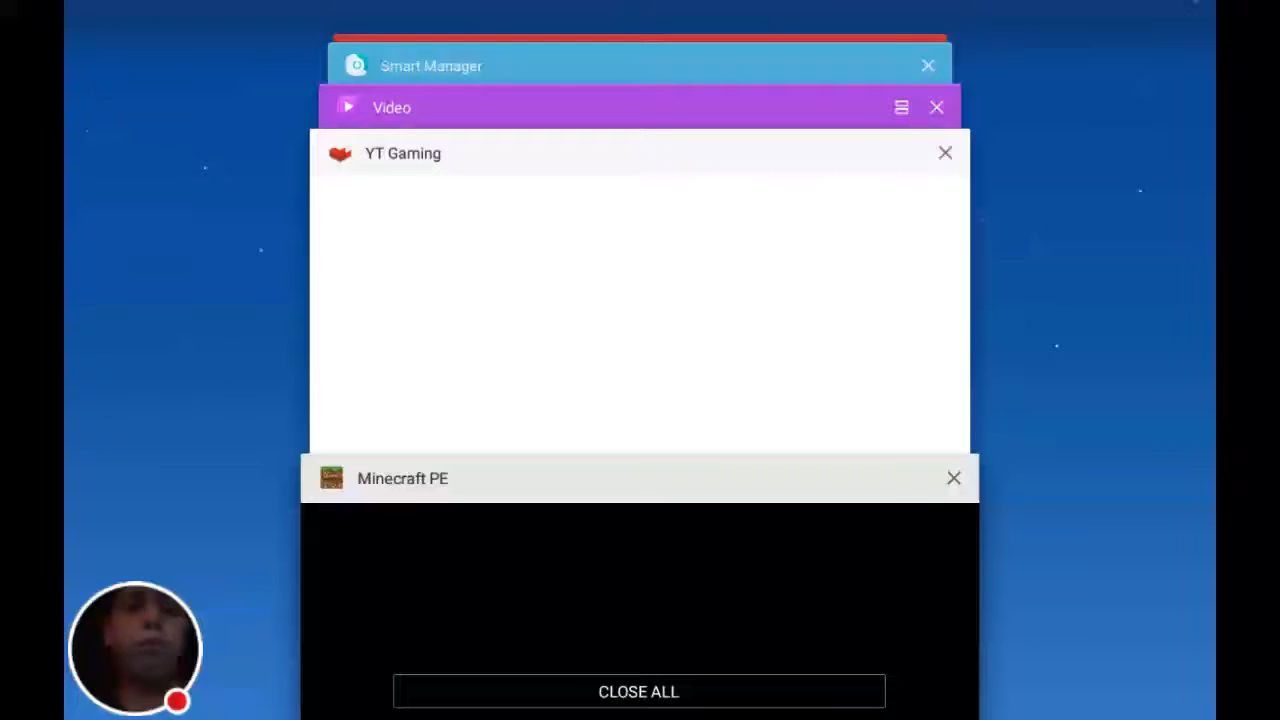 Smart Manager
Video
YT Gaming
Minecraft PE
CLOSE ALL